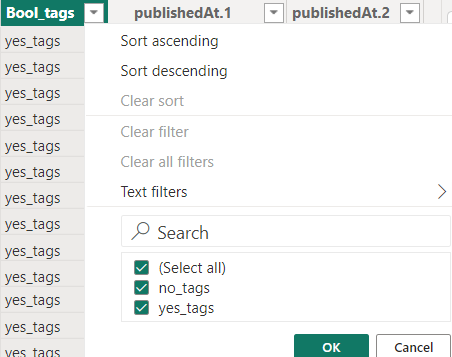 Bool_tags publishedAt.1 publishedAt.2
yes_tags
yes_tags
yes_tags
yes_tags
yes_tags
yes_tags
yes_tags
yes_tags
yes_tags
yes_tags
yes_tags
yes_tags
yes_tags
Sort ascending
Sort descending
Clear sort
Clear filter
Clear all filters
Text filters
Search
(Select all)
no_tags
yes_tags
OK Cancel